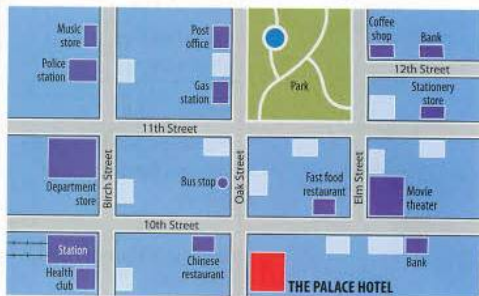 Music
store
Police
station
Post
office
Gas
station
Park
Coffee
shop
Bank
12th Street
Stationery
store
11th Street
Department
store
Birch Street
Bus stop
Oak Street
Fast food
restaurant
Elm Street
Movie
theater
10th Street
Station
Health
club
Chinese
restaurant
Bank
THE PALACE HOTEL